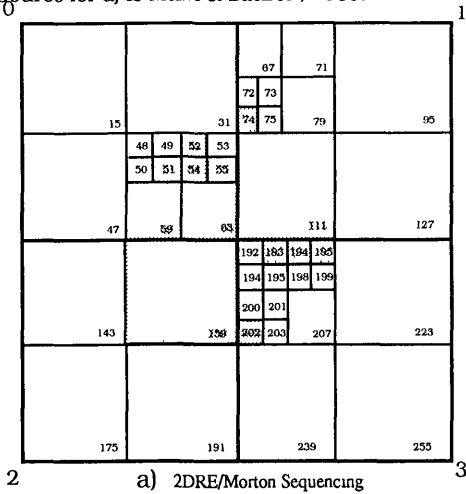 for a) is
0 1
67 71
72 73
15 31 74 75 79 95
48 49 52 53
50 51 54 55
47 59 63 111 127
192 193 194 195
194 195 198 199
200 201
143 159 202 203 207 223
175 191 239 255
2 3
a) 2DRE/Morton Sequencing